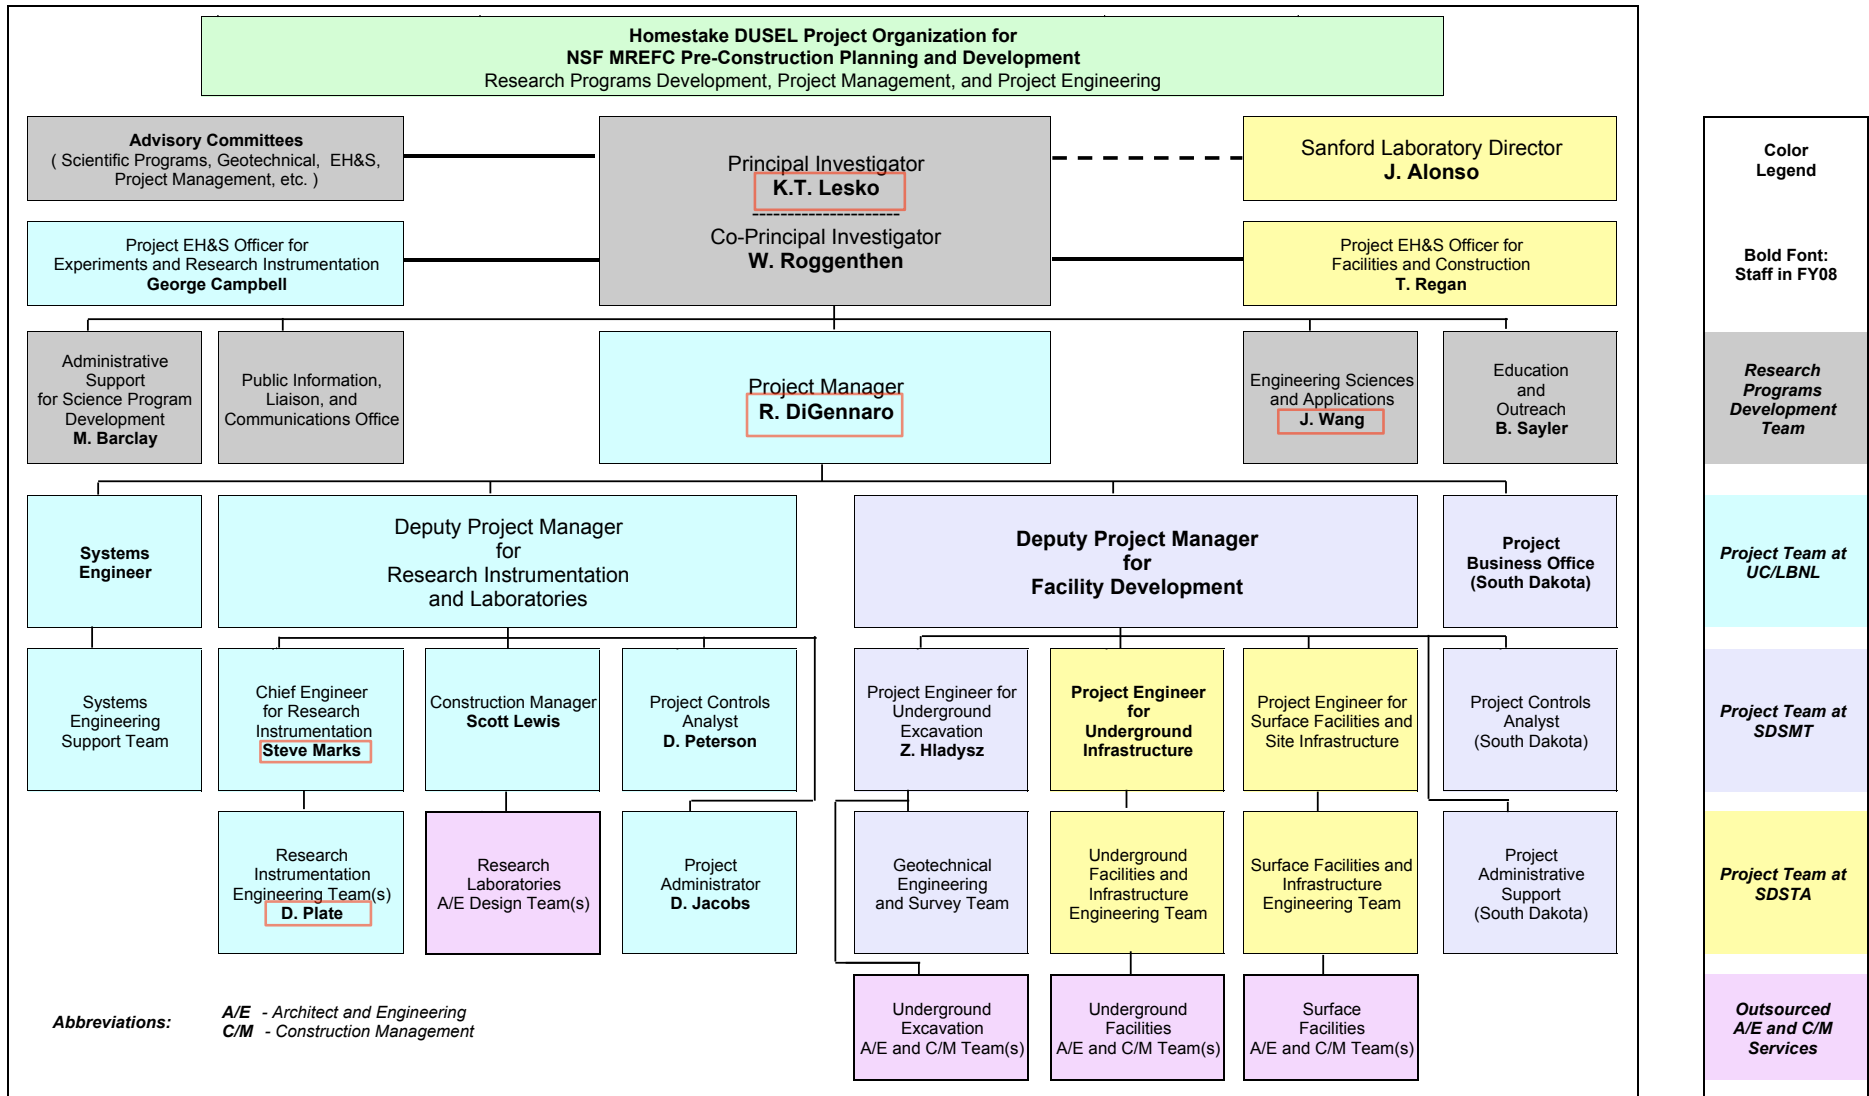 Homestake DUSEL Project Organization for
NSF MREFC Pre-Construction Planning and Development
Research Programs Development, Project Management, and Project Engineering
Advisory Committees
( Scientific Programs, Geotechnical, EH&S,
Project Management, etc. )
Principal Investigator
K.T. Lesko
----------------------
Co-Principal Investigator
W. Roggenthen
Sanford Laboratory Director
J. Alonso
Project EH&S Officer for
Experiments and Research Instrumentation
George Campbell
Project EH&S Officer for
Facilities and Construction
T. Regan
Administrative
Support
for Science Program
Development
M. Barclay
Public Information,
Liaison, and
Communications Office
Project Manager
R. DiGennaro
Engineering Sciences
and Applications
J. Wang
Education
and
Outreach
B. Sayler
Systems
Engineer
Deputy Project Manager
for
Research Instrumentation
and Laboratories
Deputy Project Manager
for
Facility Development
Project
Business Office
(South Dakota)
Systems
Engineering
Support Team
Chief Engineer
for Research
Instrumentation
Steve Marks
Construction Manager
Scott Lewis
Project Controls
Analyst
D. Peterson
Project Engineer for
Underground
Excavation
Z. Hladysz
Project Engineer
for
Underground
Infrastructure
Project Engineer for
Surface Facilities and
Site Infrastructure
Project Controls
Analyst
(South Dakota)
Research
Instrumentation
Engineering Team(s)
D. Plate
Research
Laboratories
A/E Design Team(s)
Project
Administrator
D. Jacobs
Geotechnical
Engineering
and Survey Team
Underground
Facilities and
Infrastructure
Engineering Team
Surface Facilities and
Infrastructure
Engineering Team
Project
Administrative
Support
(South Dakota)
Underground
Excavation
A/E and C/M Team(s)
Underground
Facilities
A/E and C/M Team(s)
Surface
Facilities
A/E and C/M Team(s)
Abbreviations:
A/E - Architect and Engineering
C/M - Construction Management
Color
Legend
Bold Font:
Staff in FY08
Research
Programs
Development
Team
Project Team at
UC/LBNL
Project Team at
SDSMT
Project Team at
SDSTA
Outsourced
A/E and C/M
Services